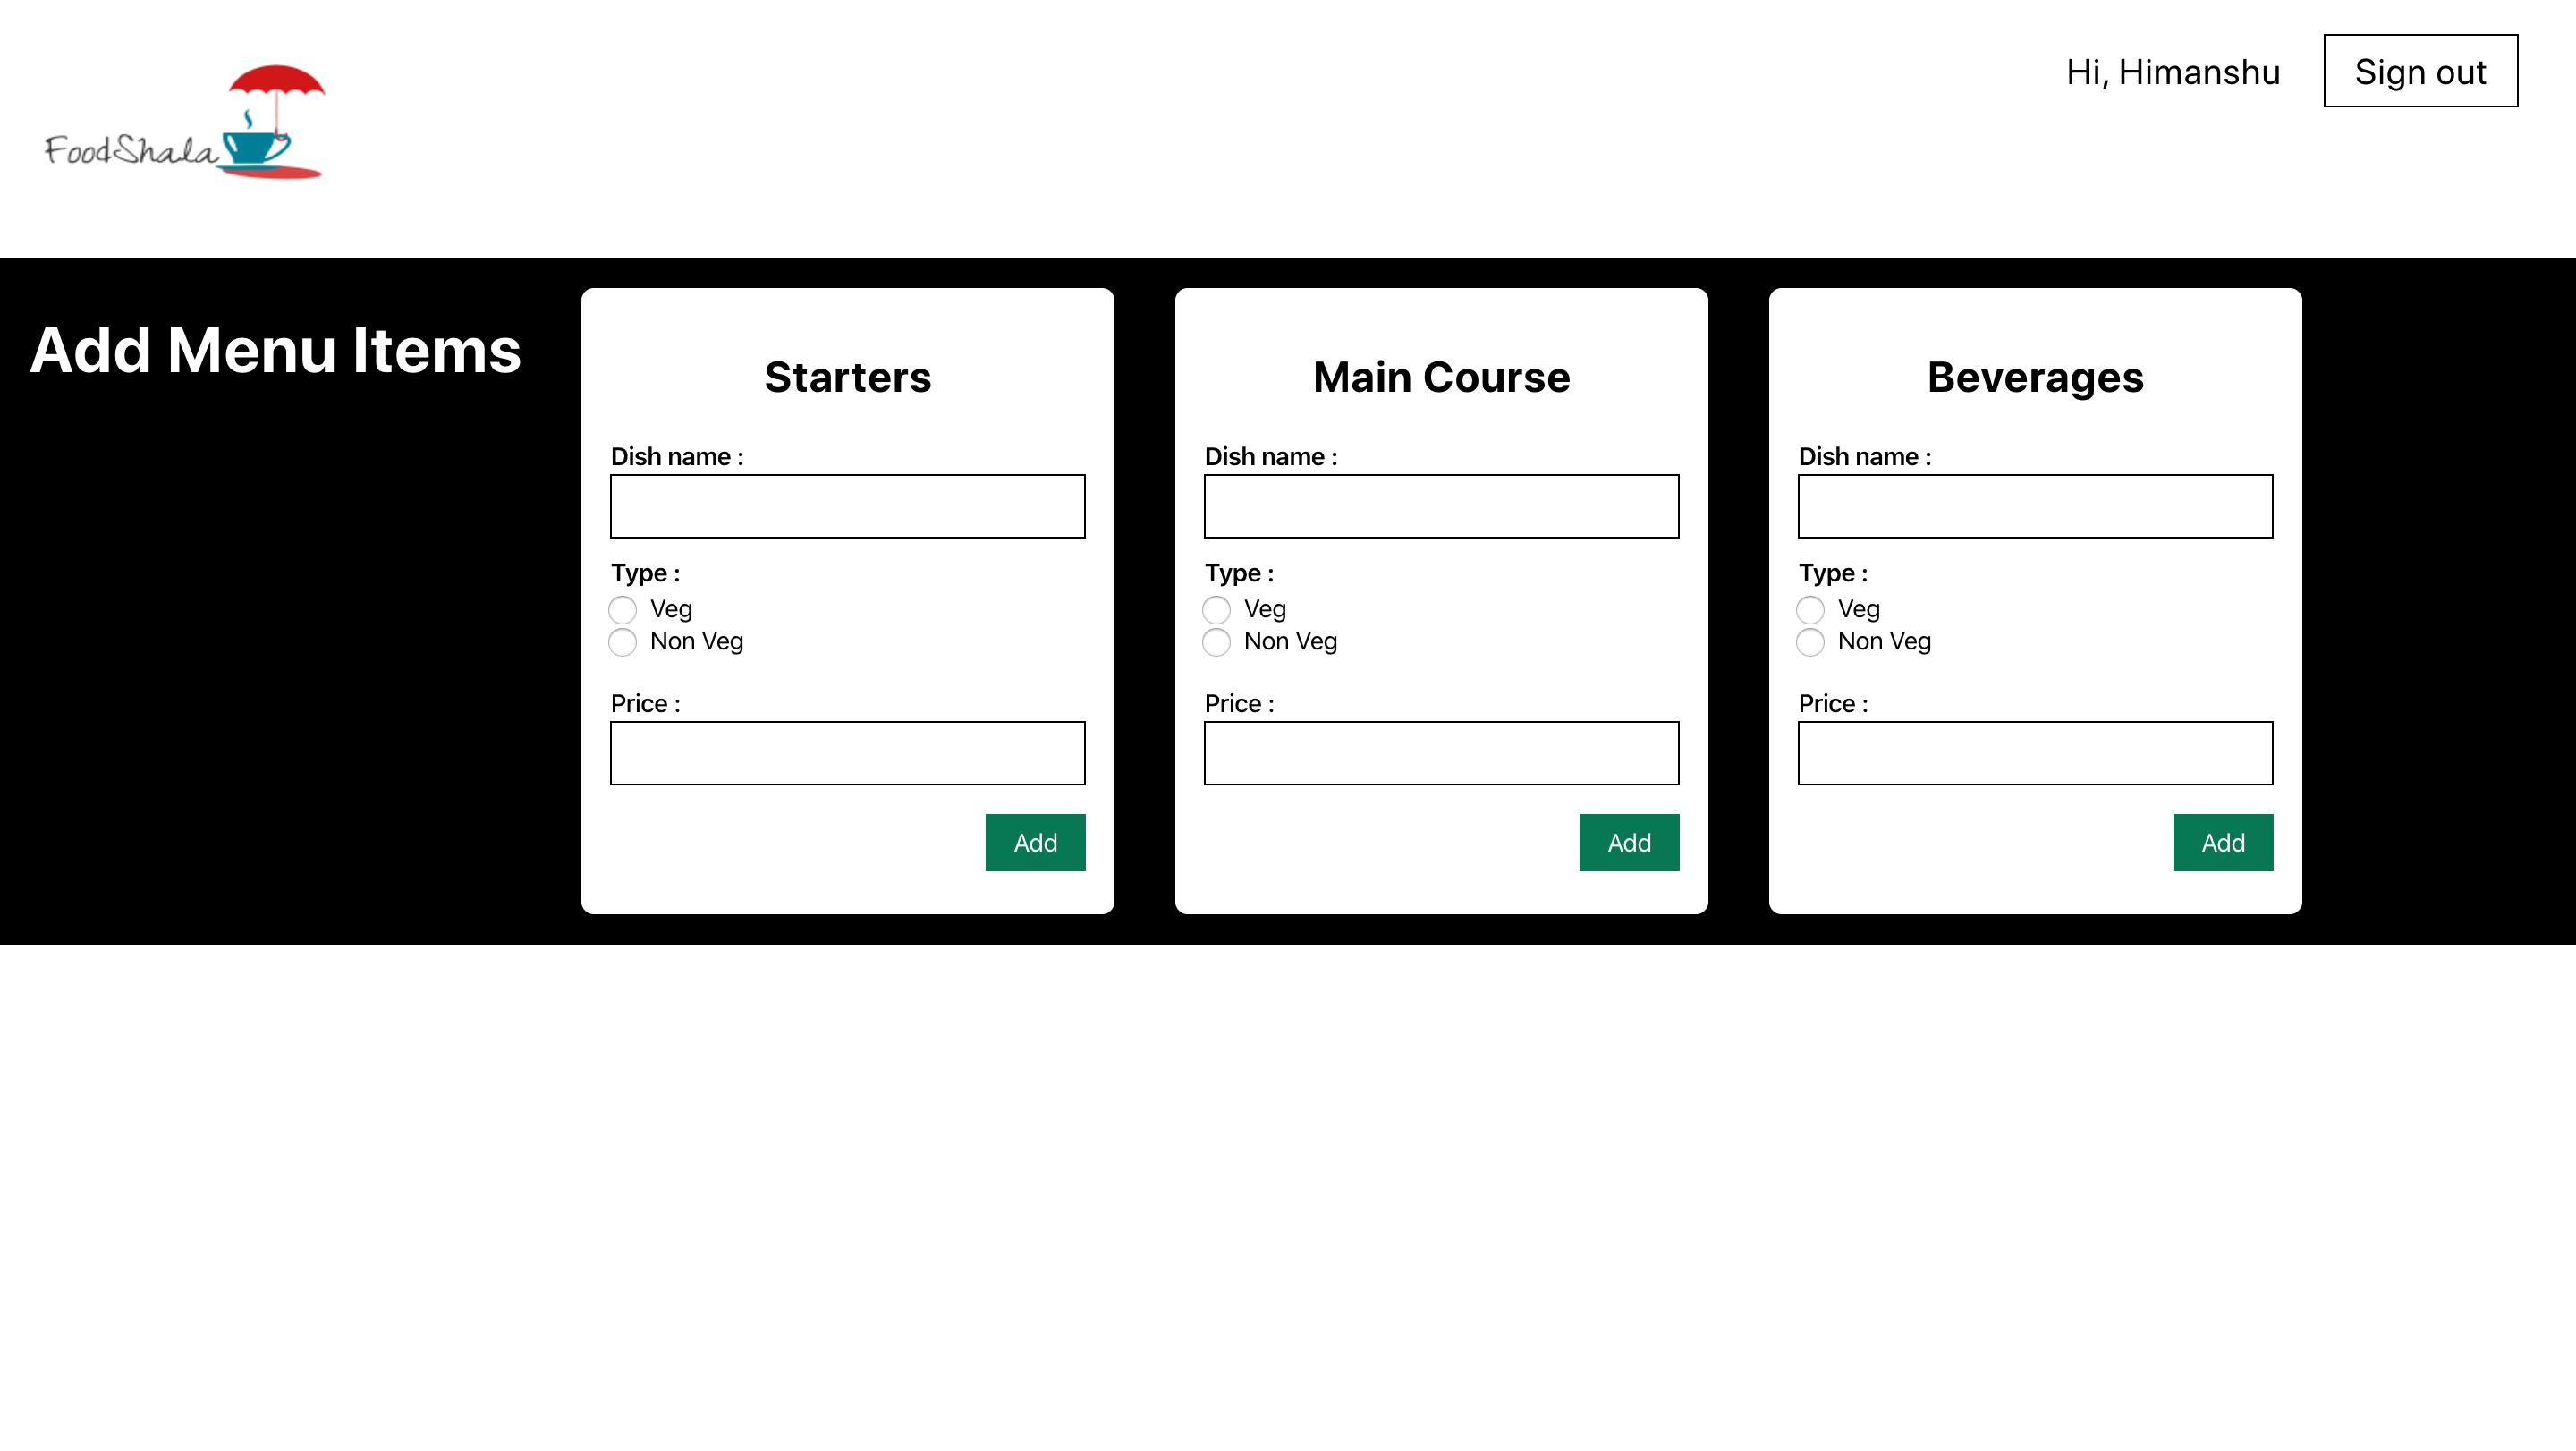 FoodShala
Hi, Himanshu
Sign out
Add Menu Items
Starters
Dish name :
Type :
Veg
Non Veg
Price :
Add
Main Course
Dish name :
Type :
Veg
Non Veg
Price :
Add
Beverages
Dish name :
Type :
Veg
Non Veg
Price :
Add